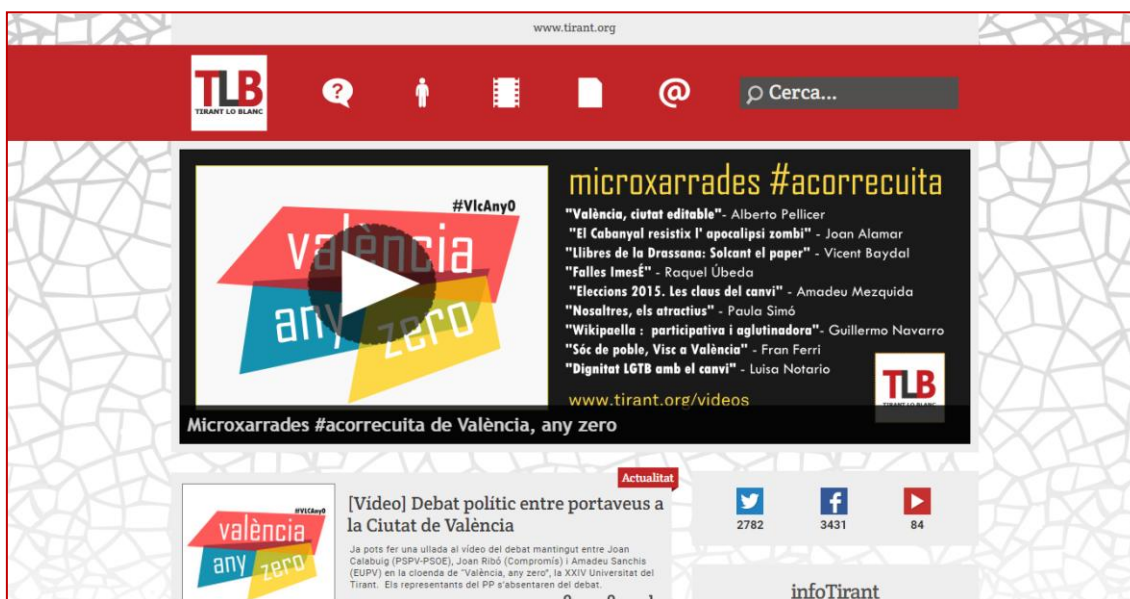 www.tirant.org
TLB
TIRANT LO BLANC
?
@
Cerca...
#VlcAny0
valència
any zero
microxarrades #acorrecuita
"València, ciutat editable"- Alberto Pellicer
"El Cabanyal resistix l' apocalipsi zombi" - Joan Alamar
"Llibres de la Drassana: Solcant el paper" - Vicent Baydal
"Falles ImesÉ" - Raquel Úbeda
"Eleccions 2015. Les claus del canvi" - Amadeu Mezquida
"Nosaltres, els atractius" - Paula Simó
"Wikipaella : participativa i aglutinadora"- Guillermo Navarro
"Sóc de poble, Visc a València" - Fran Ferri
"Dignitat LGTB amb el canvi" - Luisa Notario
www.tirant.org/videos
TLB
Microxarrades #acorrecuita de València, any zero
Actualitat
#VLCAny0
valència
any zero
[Vídeo] Debat polític entre portaveus a
la Ciutat de València
Ja pots fer una ullada al vídeo del debat mantingut entre Joan
Calabuig (PSPV-PSOE), Joan Ribó (Compromís) i Amadeu Sanchis
(EUPV) en la cloenda de "València, any zero", la XXIV Universitat del
Tirant. Els representants del PP s'absentaren del debat.
2782
3431
84
infoTirant